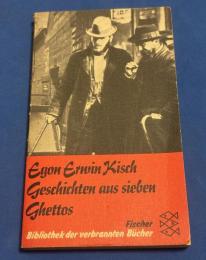 Egon Erwin Kisch
Geschichten aus sieben
Ghettos
Fischer
Bibliothek der verbrannten Bücher